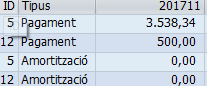 ID Tipus 201711
5 Pagament 3.538,34
12 Pagament 500,00
5 Amortització 0,00
12 Amortització 0,00